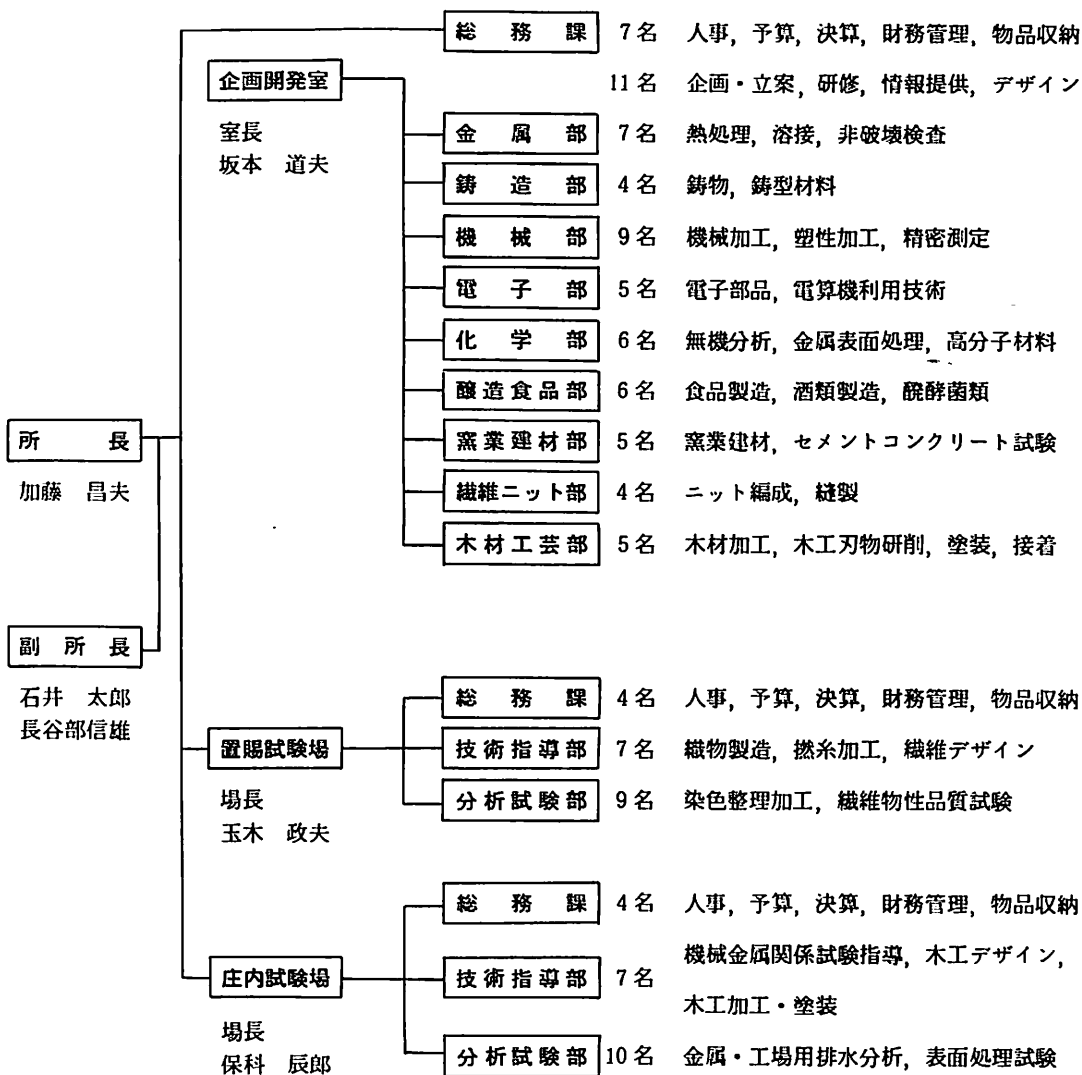 総務課 7名 人事，予算，決算，財務管理，物品収納
企画開発室 11名 企画・立案，研修，情報提供，デザイン
室長
坂本 道夫
金属部 7名 熱処理，溶接，非破壊検査
鋳造部 4名 鋳物，鋳型材料
機械部 9名 機械加工，塑性加工，精密測定
電子部 5名 電子部品，電算機利用技術
化学部 6名 無機分析，金属表面処理，高分子材料
醸造食品部 6名 食品製造，酒類製造，醗酵菌類
窯業建材部 5名 窯業建材，セメントコンクリート試験
繊維ニット部 4名 ニット編成，縫製
木材工芸部 5名 木材加工，木工刃物研削，塗装，接着
所長
加藤 昌夫
副所長
石井 太郎
長谷部信雄
置賜試験場
場長
玉木 政夫
総務課 4名 人事，予算，決算，財務管理，物品収納
技術指導部 7名 織物製造，撚糸加工，繊維デザイン
分析試験部 9名 染色整理加工，繊維物性品質試験
庄内試験場
場長
保科 辰郎
総務課 4名 人事，予算，決算，財務管理，物品収納
技術指導部 7名 機械金属関係試験指導，木工デザイン，
木工加工・塗装
分析試験部 10名 金属・工場用排水分析，表面処理試験